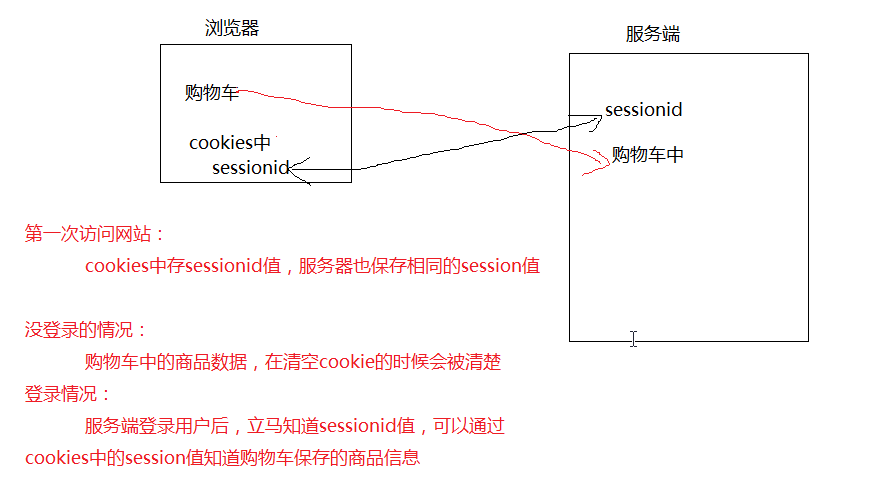 浏览器
服务端
购物车
sessionid
cookies中
购物车中
sessionid
第一次访问网站：
cookies中存sessionid值，服务器也保存相同的session值
没登录的情况：
购物车中的商品数据，在清空cookie的时候会被清楚
登录情况：
服务端登录用户后，立马知道sessionid值，可以通过
cookies中的session值知道购物车保存的商品信息